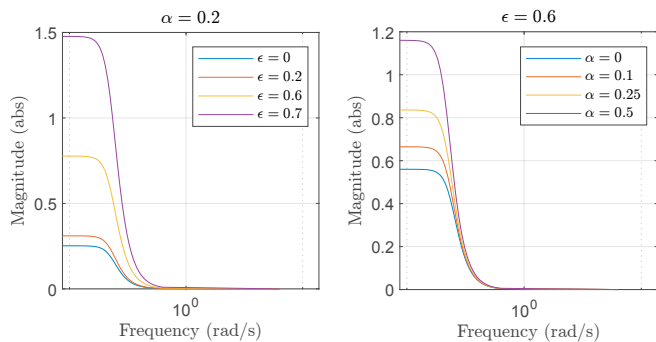 α = 0.2
1.5
1
0.5
0
Magnitude (abs)
ϵ = 0
ϵ = 0.2
ϵ = 0.6
ϵ = 0.7
10⁰
Frequency (rad/s)
ϵ = 0.6
1.2
1
0.8
0.6
0.4
0.2
0
Magnitude (abs)
α = 0
α = 0.1
α = 0.25
α = 0.5
10⁰
Frequency (rad/s)